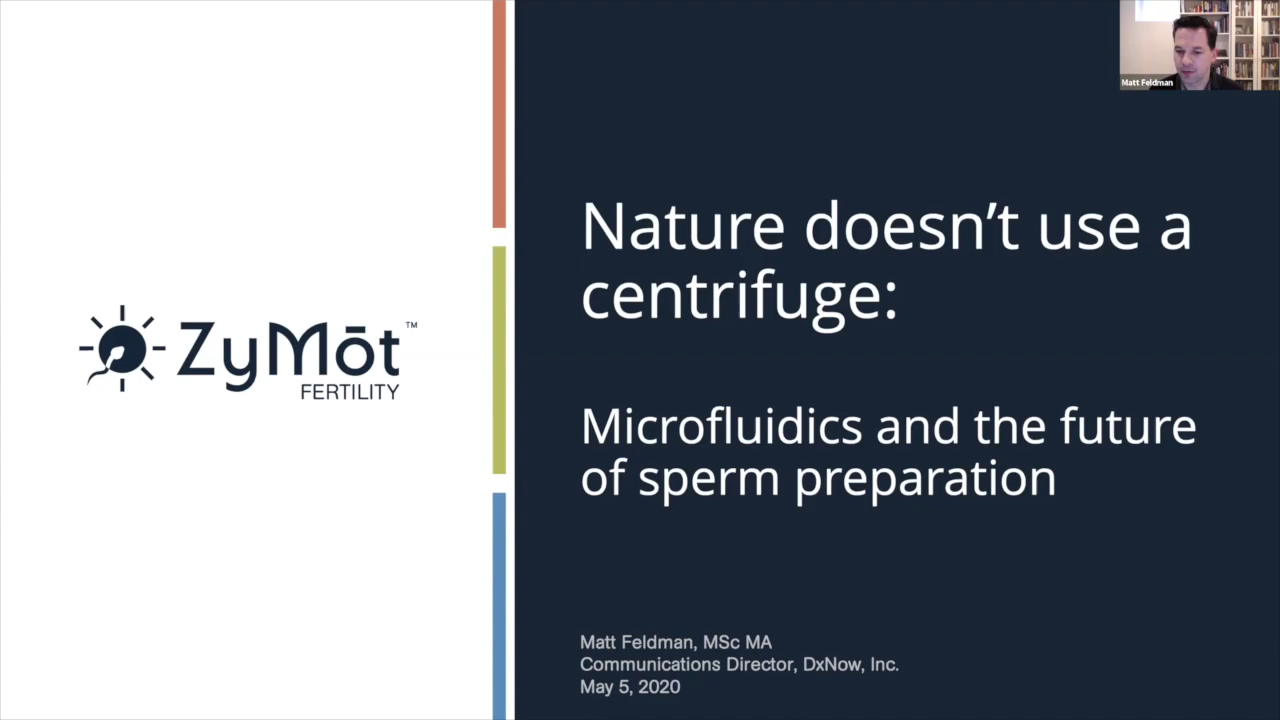 Matt Feldman
Nature doesn’t use a
centrifuge:
ZyMōt™
FERTILITY
Microfluidics and the future
of sperm preparation
Matt Feldman, MSc MA
Communications Director, DxNow, Inc.
May 5, 2020